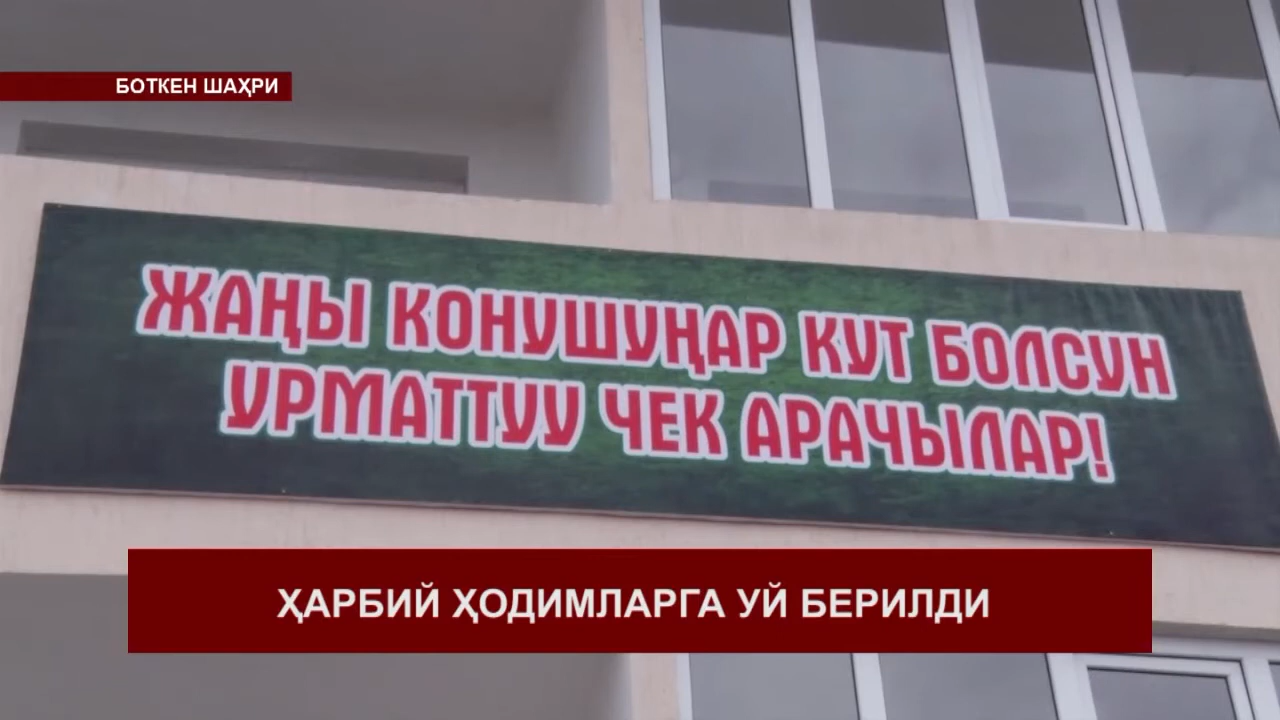 БОТКЕН ШАҲРИ
ЖАҢЫ КОНУШУҢАР КУТ БОЛСУН
УРМАТТУУ ЧЕК АРАЧЫЛАР!
ҲАРБИЙ ҲОДИМЛАРГА УЙ БЕРИЛДИ